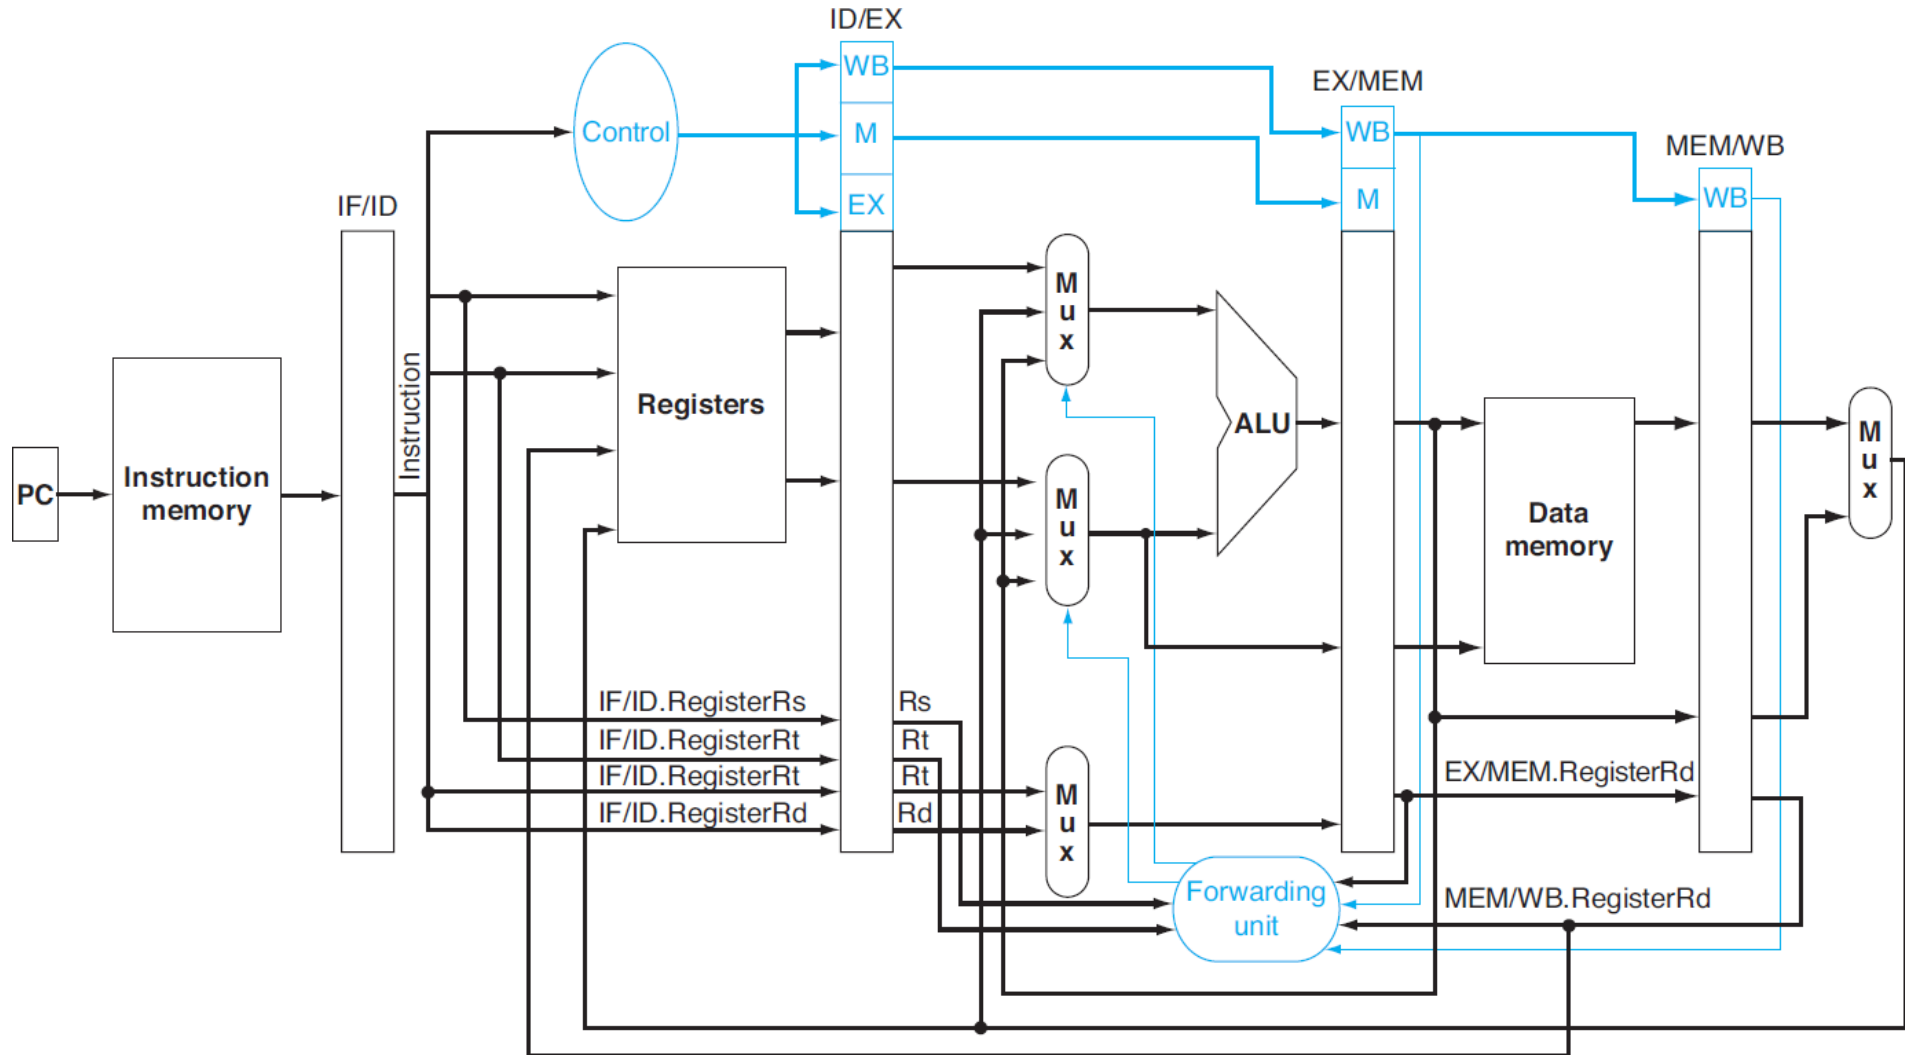 ID/EX
WB
EX/MEM
Control
M
WB
MEM/WB
IF/ID
EX
M
WB
M
u
x
Instruction
Registers
ALU
M
u
x
PC
Instruction
memory
M
u
x
Data
memory
IF/ID.RegisterRs
Rs
IF/ID.RegisterRt
Rt
IF/ID.RegisterRt
Rt
EX/MEM.RegisterRd
IF/ID.RegisterRd
Rd
M
u
x
Forwarding
unit
MEM/WB.RegisterRd